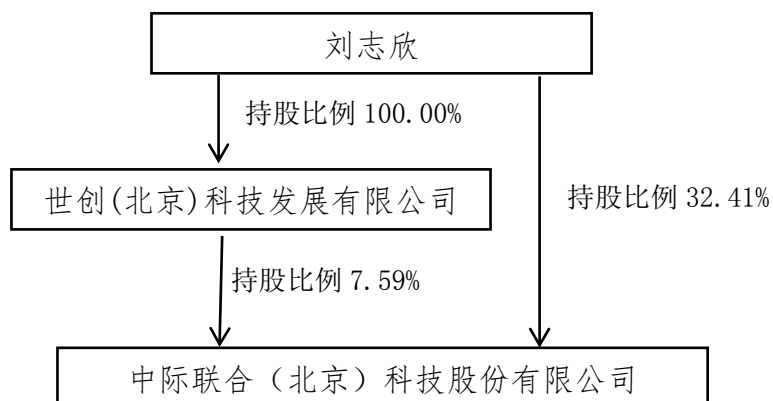 刘志欣
持股比例 100.00%
世创(北京)科技发展有限公司
持股比例 32.41%
持股比例 7.59%
中际联合（北京）科技股份有限公司